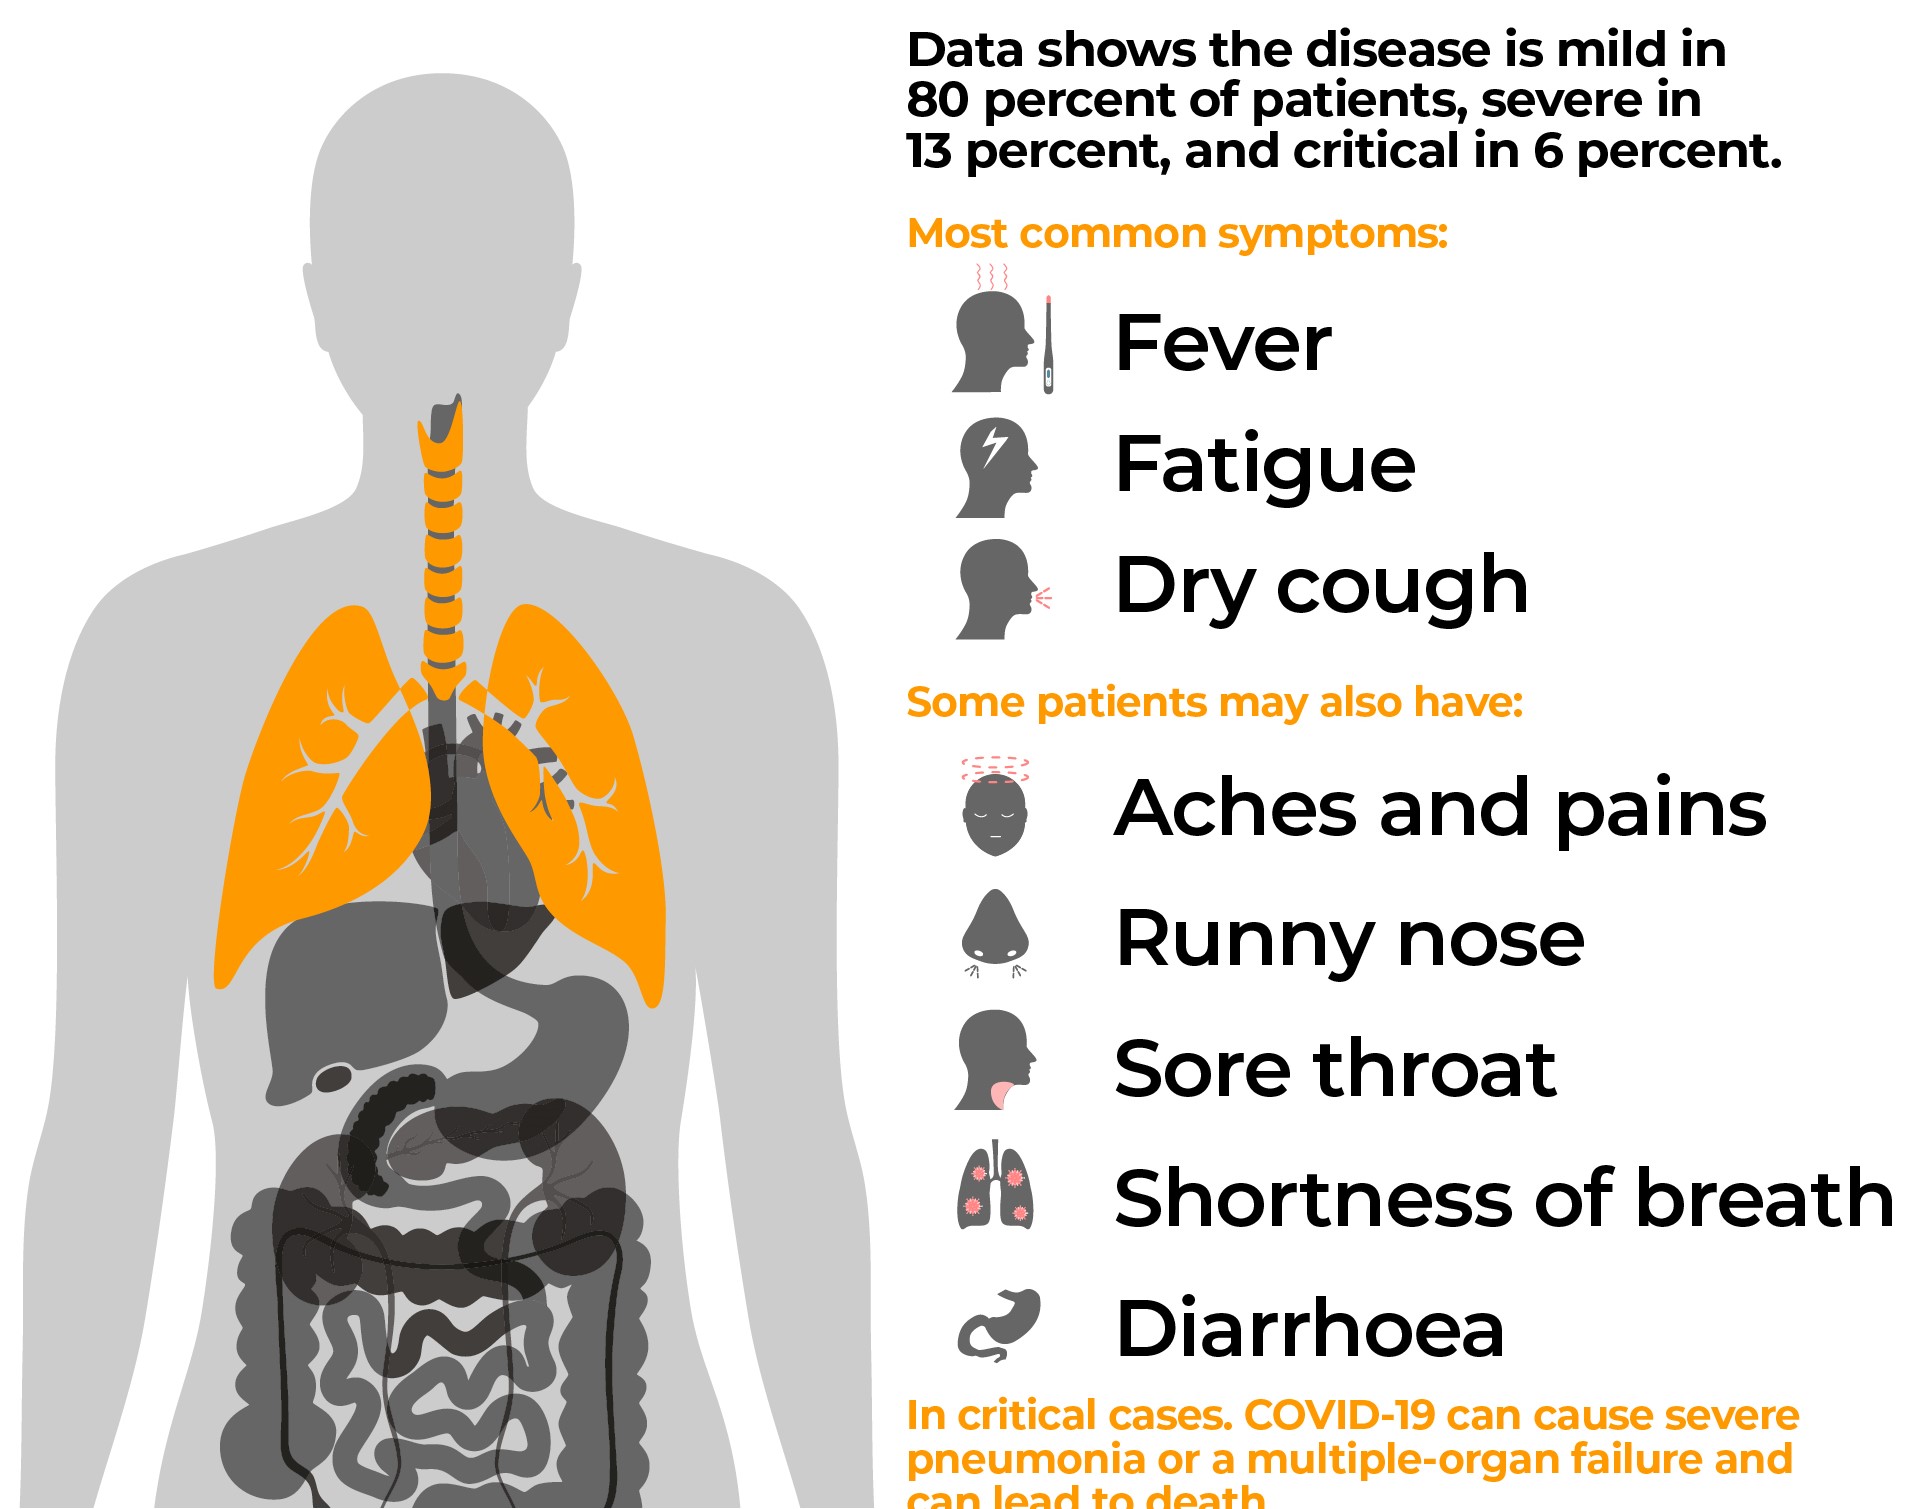 Data shows the disease is mild in
80 percent of patients, severe in
13 percent, and critical in 6 percent.
Most common symptoms:
Fever
Fatigue
Dry cough
Some patients may also have:
Aches and pains
Runny nose
Sore throat
Shortness of breath
Diarrhoea
In critical cases. COVID-19 can cause severe
pneumonia or a multiple-organ failure and
can lead to death